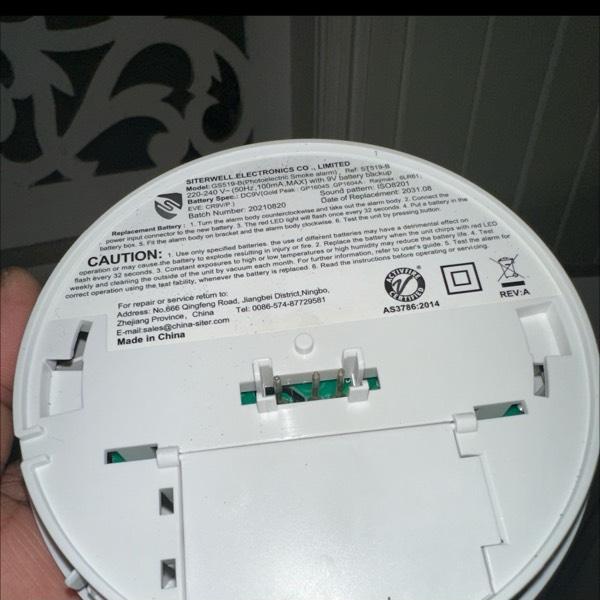 SITERWELL.ELECTRONICS CO ., LIMITED
Model: GS519-B(Photoelectric Smoke alarm), Ref: ST519-B
220-240 V~ (50Hz,100mA,MAX) with 9V battery backup
Battery Spec.: DC9V(Gold Peak: GP1604S, GP1604A Raymax 6LR61;
EVE: CR9V/P.) Sound pattern: ISO8201
Batch Number: 20210820 Date of Replacement: 2031.08
Replacement Battery : 1. Turn the alarm body counterclockwise and take out the alarm body. 2. Connect the
power input connector to the new battery. 3. The red LED light will flash once every 32 seconds. 4. Put a battery in the
battery box. 5. Fit the alarm body on bracket and the alarm body clockwise. 6. Test the unit by pressing button.
CAUTION: 1. Use only specified batteries. the use of different batteries may have a detrimental effect on
operation or may cause the battery to explode resulting in injury or fire. 2. Replace the battery when the unit chirps with red LED
flash every 32 seconds. 3. Constant exposures to high or low temperatures or high humidity may reduce the battery life. 4. Test
weekly and cleaning the outside of the unit by vacuum each month. For further information, refer to user's guide. 5. Test the alarm for
correct operation using the test fability, whenever the battery is replaced. 6. Read the instructions before operating or servicing.
For repair or service return to:
Address: No.666 Qingfeng Road, Jiangbei District,Ningbo,
Zhejiang Province, China Tel: 0086-574-87729581
E-mail:sales@china-siter.com
Made in China
ACTIVFIRE
CERTIFIED
AS3786:2014
REV:A